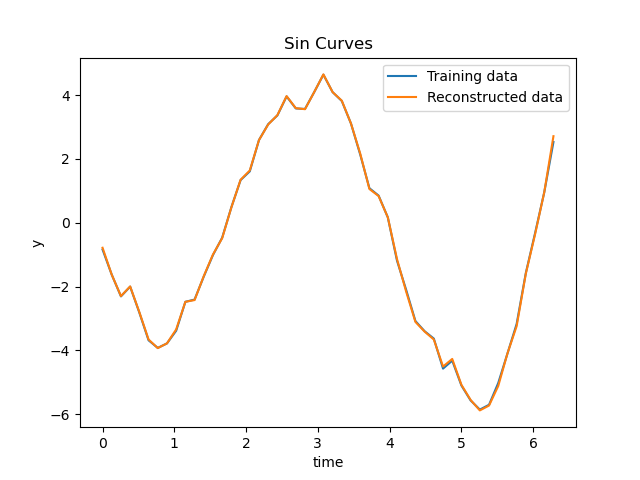 Sin Curves
Training data
Reconstructed data
4
2
0
−2
−4
−6
y
0 1 2 3 4 5 6
time